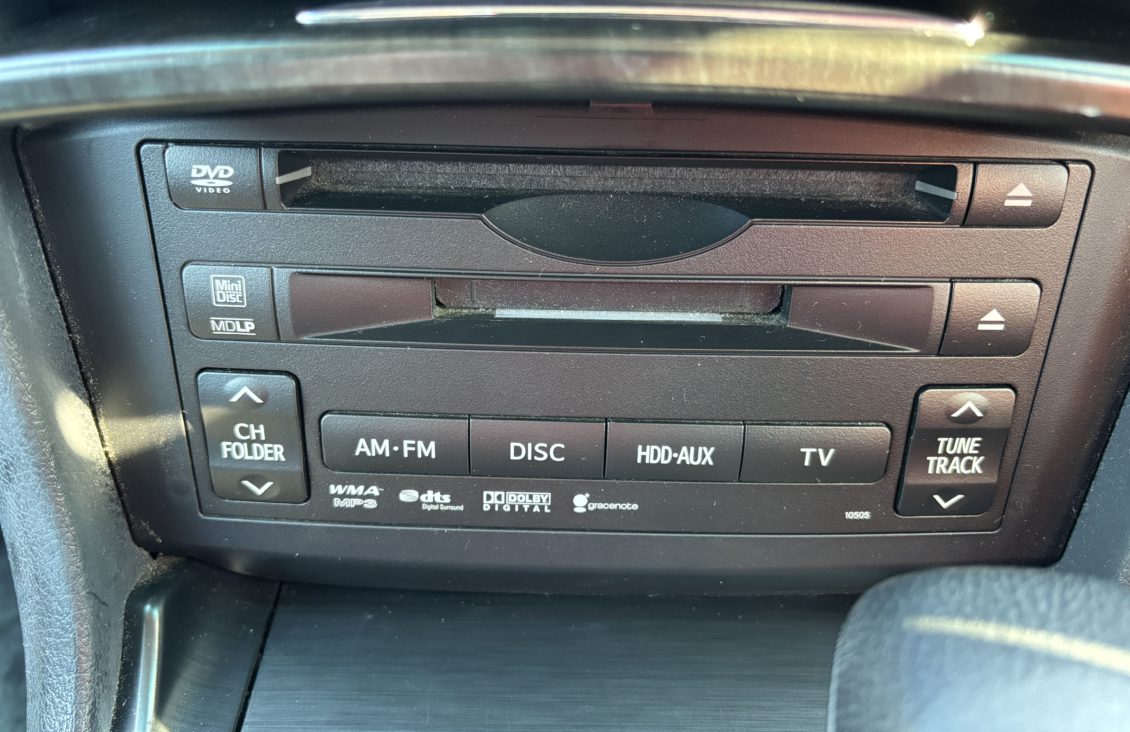 DVD
VIDEO
Mini
Disc
MDLP
CH
FOLDER
AM·FM
DISC
HDD·AUX
TV
TUNE
TRACK
WMA™
MP3
dts
Digital Surround
DOLBY
DIGITAL
gracenote
10505